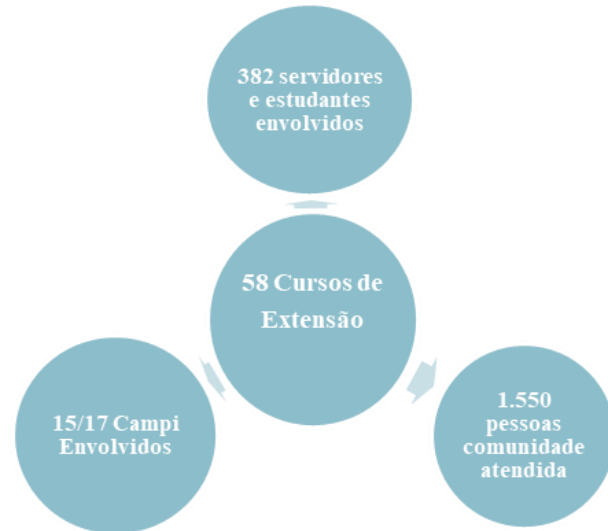 382 servidores
e estudantes
envolvidos
58 Cursos de
Extensão
15/17 Campi
Envolvidos
1.550
pessoas
comunidade
atendida